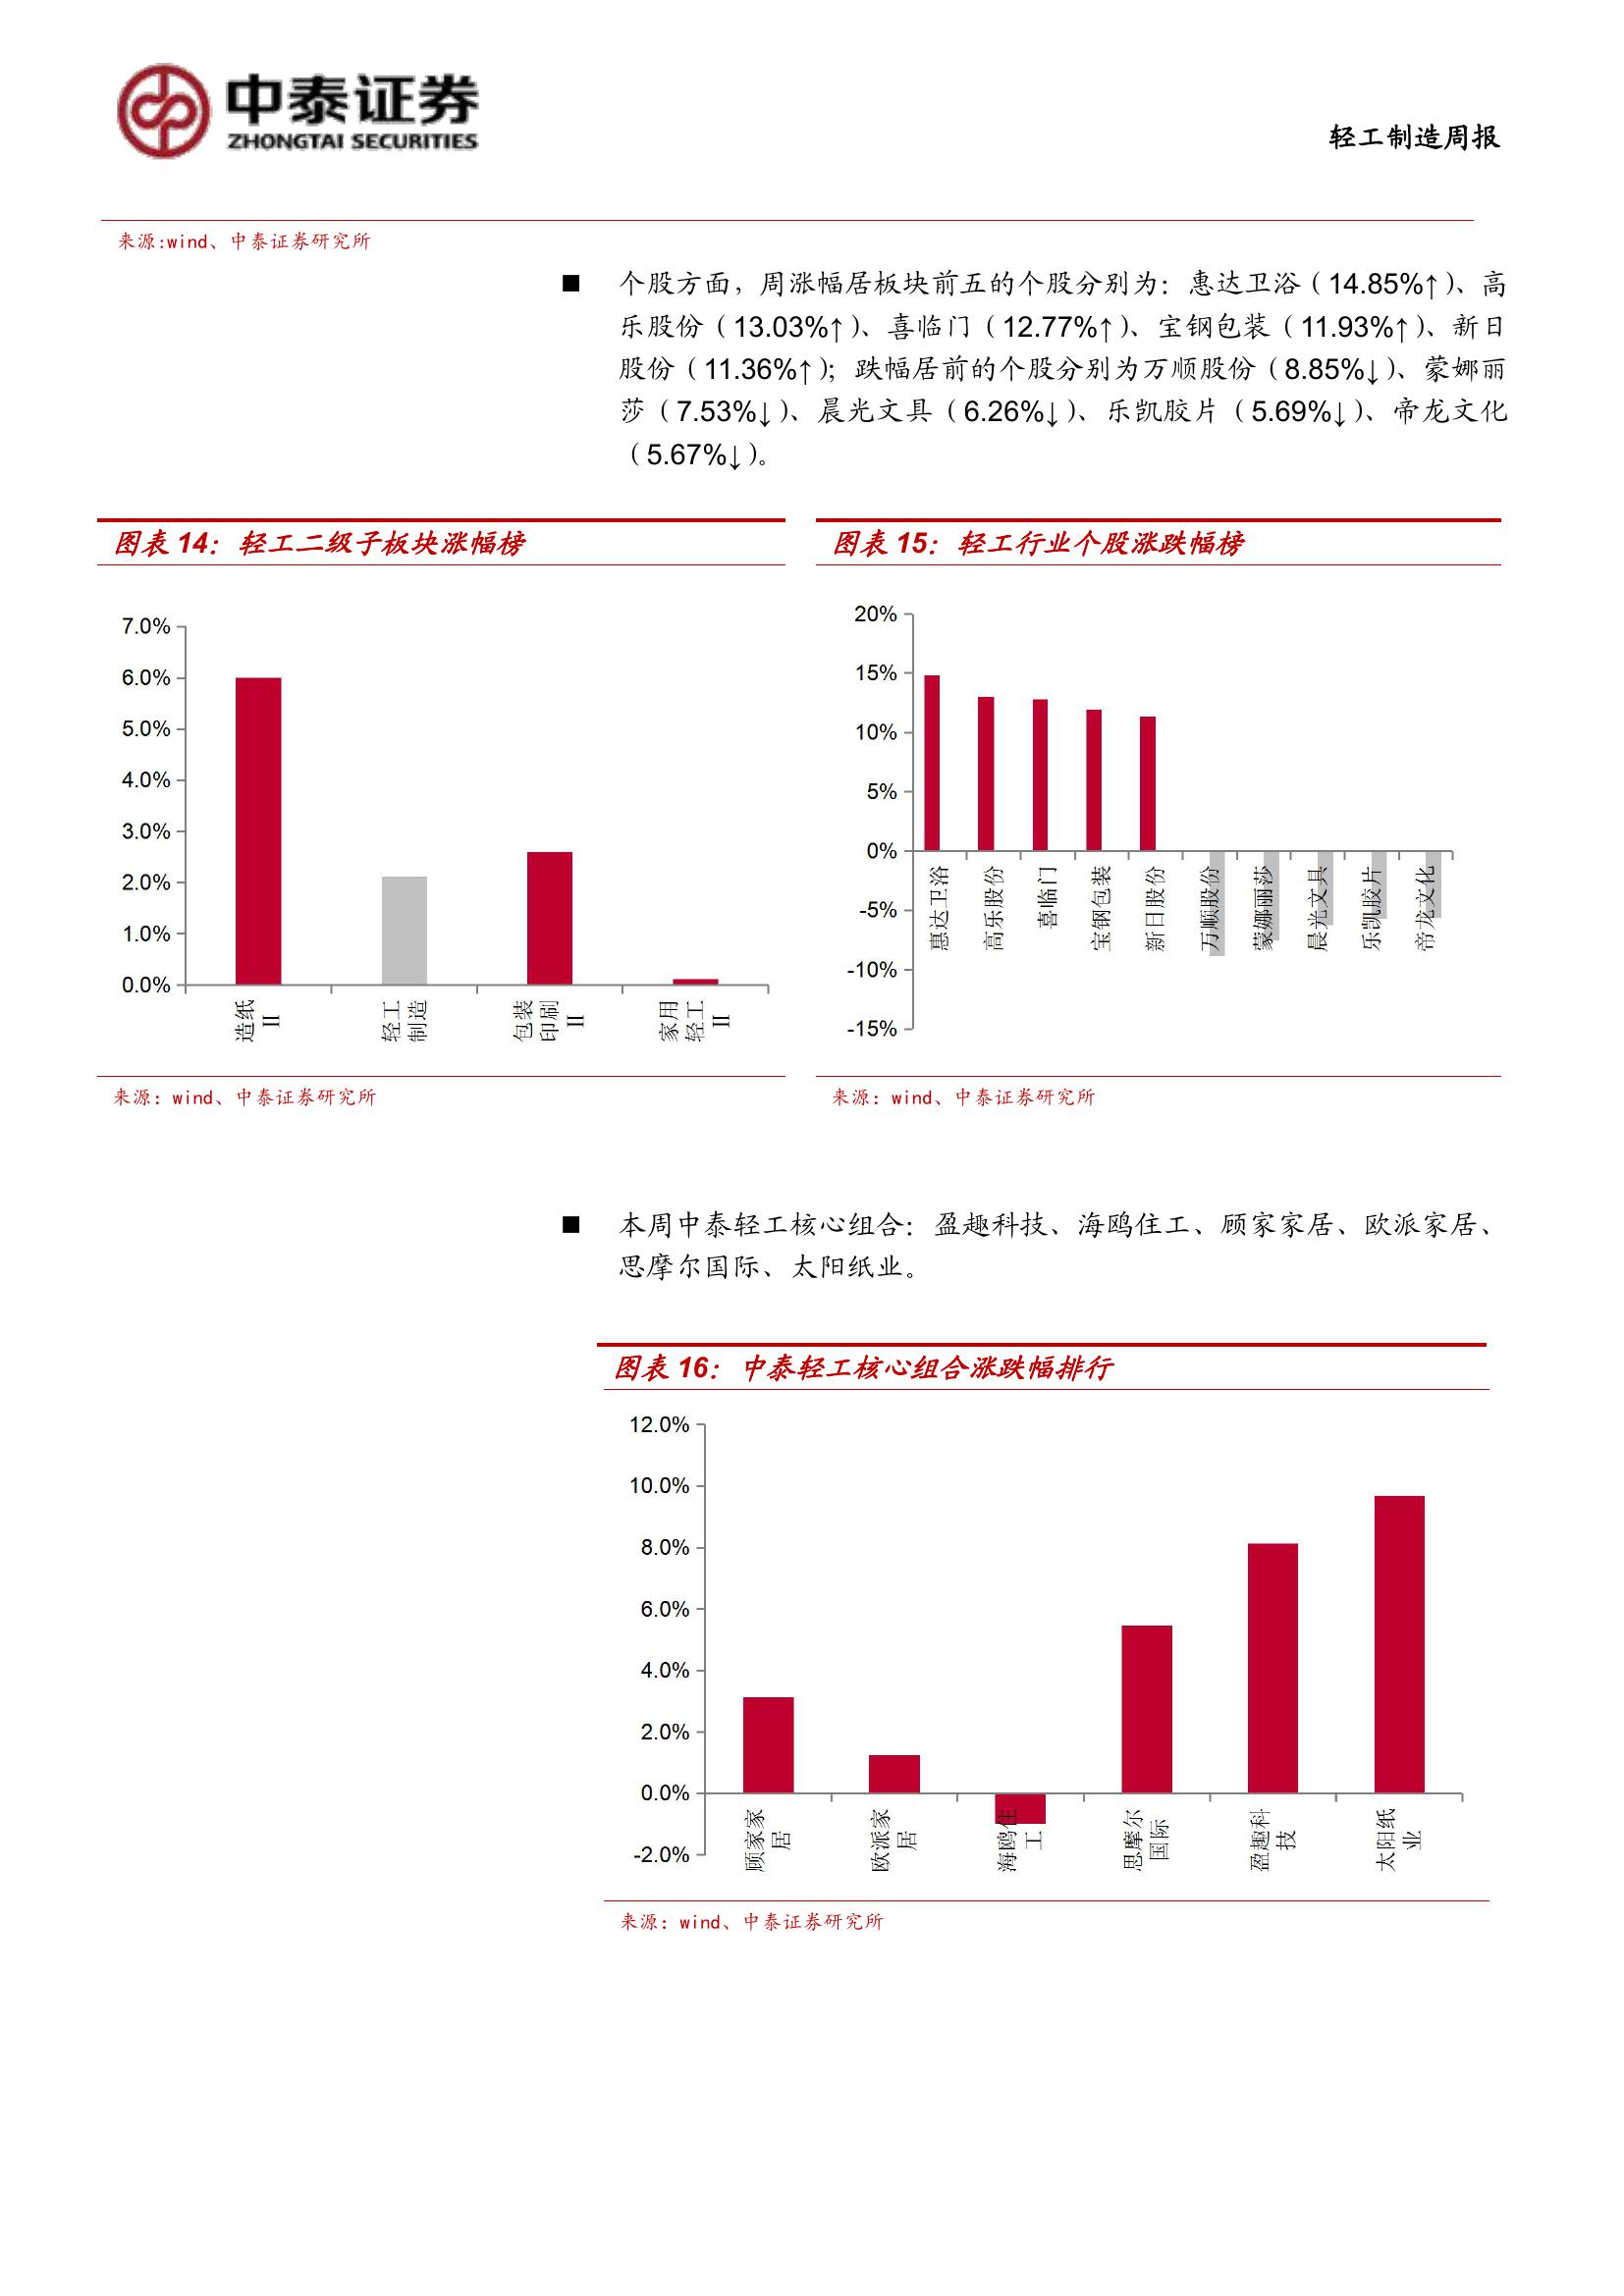 中泰证券
ZHONGTAI SECURITIES
轻工制造周报
来源:wind、中泰证券研究所
■ 个股方面，周涨幅居板块前五的个股分别为：惠达卫浴（14.85%↑）、高
乐股份（13.03%↑）、喜临门（12.77%↑）、宝钢包装（11.93%↑）、新日
股份（11.36%↑）；跌幅居前的个股分别为万顺股份（8.85%↓）、蒙娜丽
莎（7.53%↓）、晨光文具（6.26%↓）、乐凯胶片（5.69%↓）、帝龙文化
（5.67%↓）。
图表 14：轻工二级子板块涨幅榜
7.0%
6.0%
5.0%
4.0%
3.0%
2.0%
1.0%
0.0%
造纸
II
轻工
制造
包装
印刷
II
家用
轻工
II
来源：wind、中泰证券研究所
图表 15：轻工行业个股涨跌幅榜
20%
15%
10%
5%
0%
-5%
-10%
-15%
惠达卫浴
高乐股份
喜临门
宝钢包装
新日股份
万顺股份
蒙娜丽莎
晨光文具
乐凯胶片
帝龙文化
来源：wind、中泰证券研究所
■ 本周中泰轻工核心组合：盈趣科技、海鸥住工、顾家家居、欧派家居、
思摩尔国际、太阳纸业。
图表 16：中泰轻工核心组合涨跌幅排行
12.0%
10.0%
8.0%
6.0%
4.0%
2.0%
0.0%
-2.0%
顾家家
居
欧派家
居
海鸥住
工
思摩尔
国际
盈趣科
技
太阳纸
业
来源：wind、中泰证券研究所